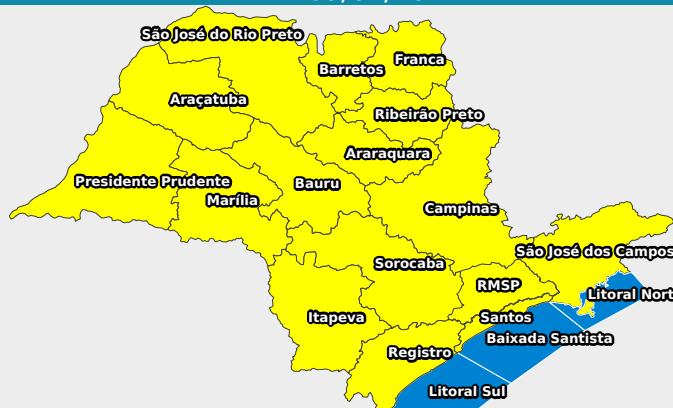 São José do Rio Preto
Franca
Barretos
Araçatuba
Ribeirão Preto
Araraquara
Presidente Prudente
Bauru
Marília
Campinas
São José dos Campos
Sorocaba
RMSP
Litoral Nort
Itapeva
Santos
Baixada Santista
Registro
Litoral Sul